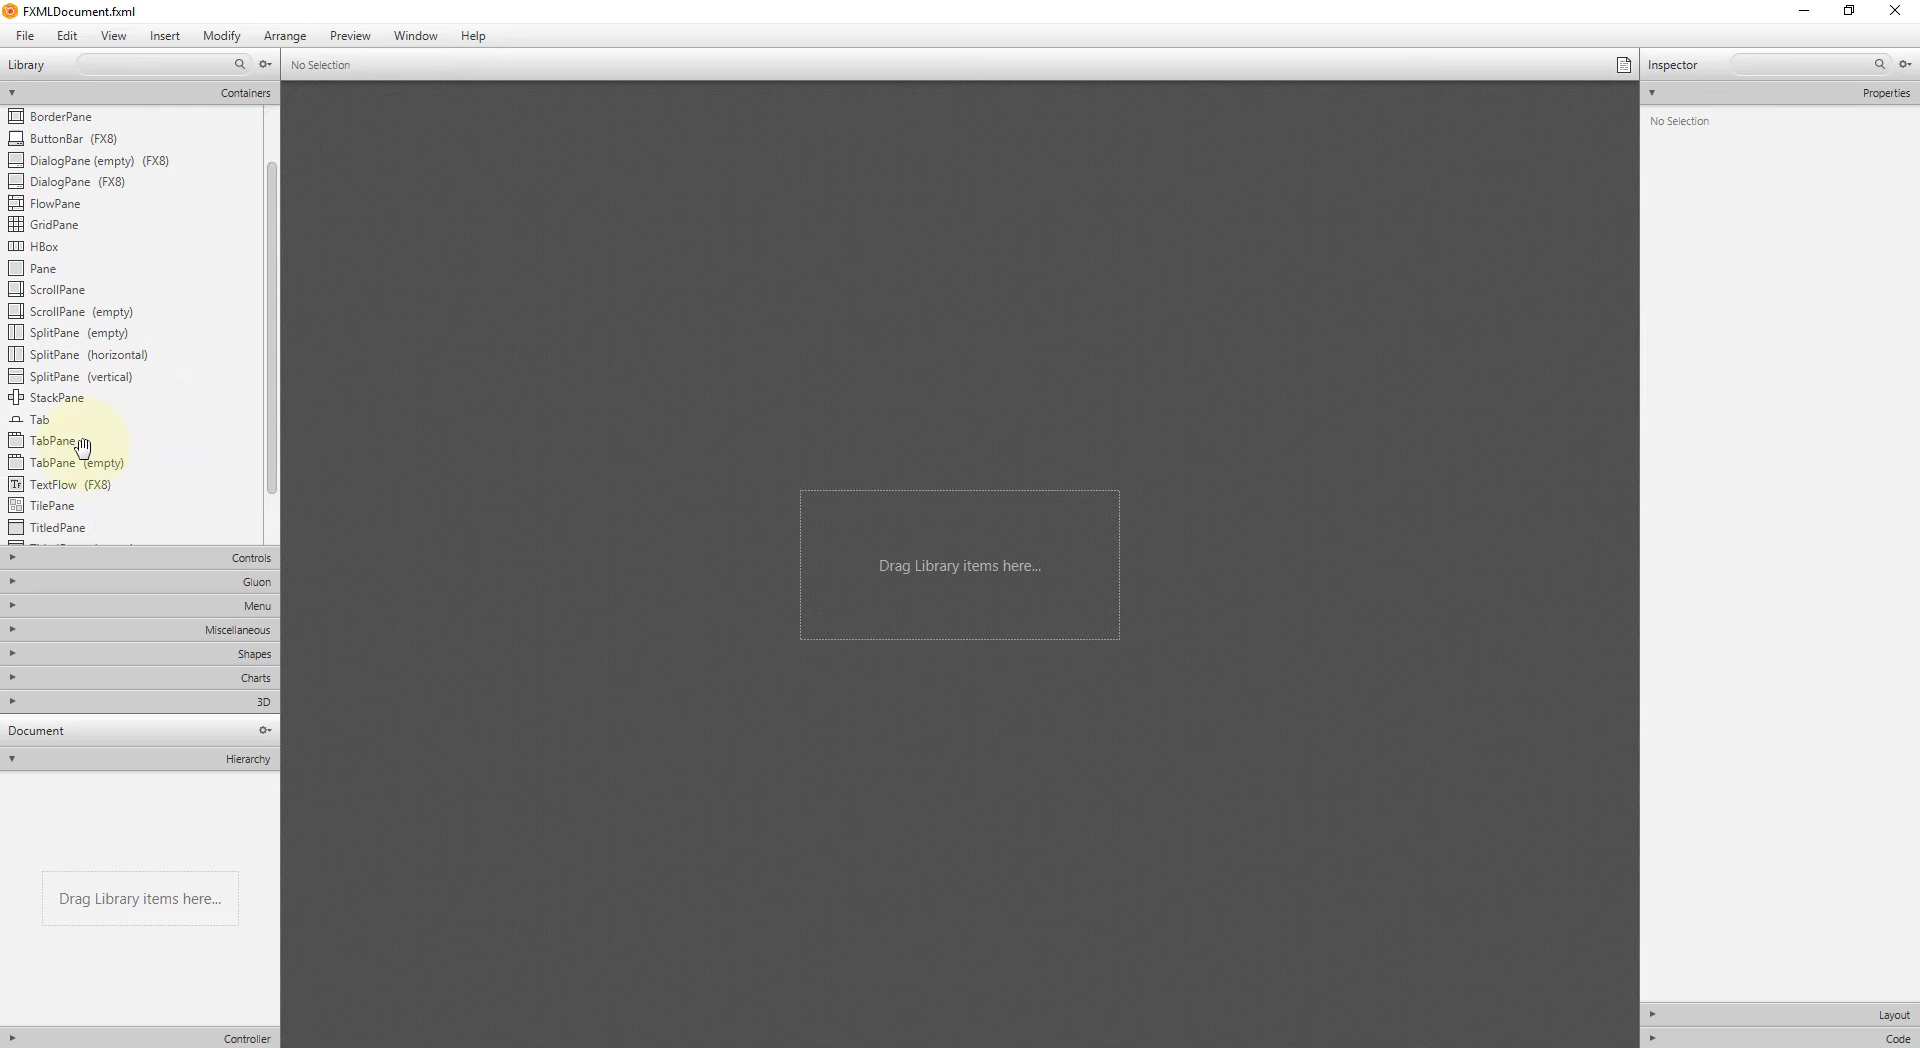 FXMLDocument.fxml
File Edit View Insert Modify Arrange Preview Window Help
Library
No Selection
Inspector
Containers
Properties
BorderPane
ButtonBar (FX8)
DialogPane (empty) (FX8)
DialogPane (FX8)
FlowPane
GridPane
HBox
Pane
ScrollPane
ScrollPane (empty)
SplitPane (empty)
SplitPane (horizontal)
SplitPane (vertical)
StackPane
Tab
TabPane
TabPane (empty)
TextFlow (FX8)
TilePane
TitledPane
Controls
Gluon
Menu
Miscellaneous
Shapes
Charts
3D
Document
Hierarchy
Drag Library items here...
Controller
Drag Library items here...
No Selection
Layout
Code